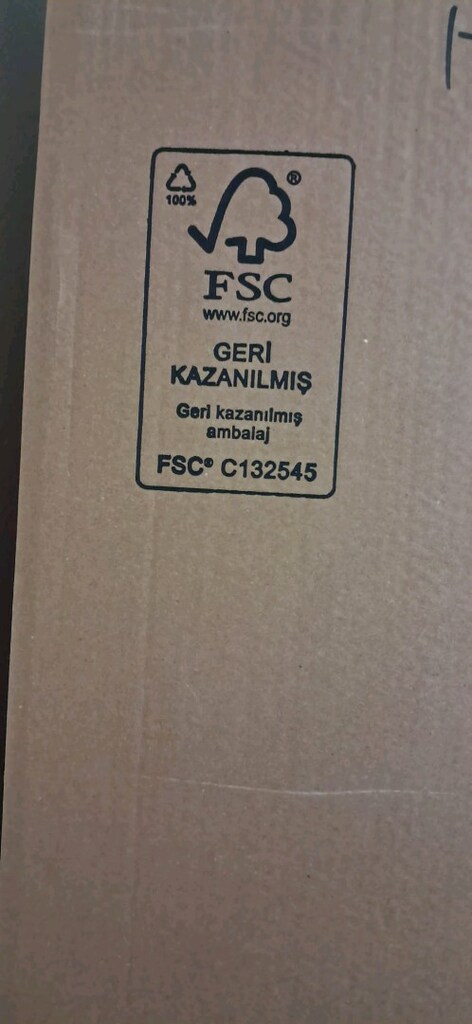 100%
®
FSC
www.fsc.org
GERİ
KAZANILMIŞ
Geri kazanılmış
ambalaj
FSC® C132545